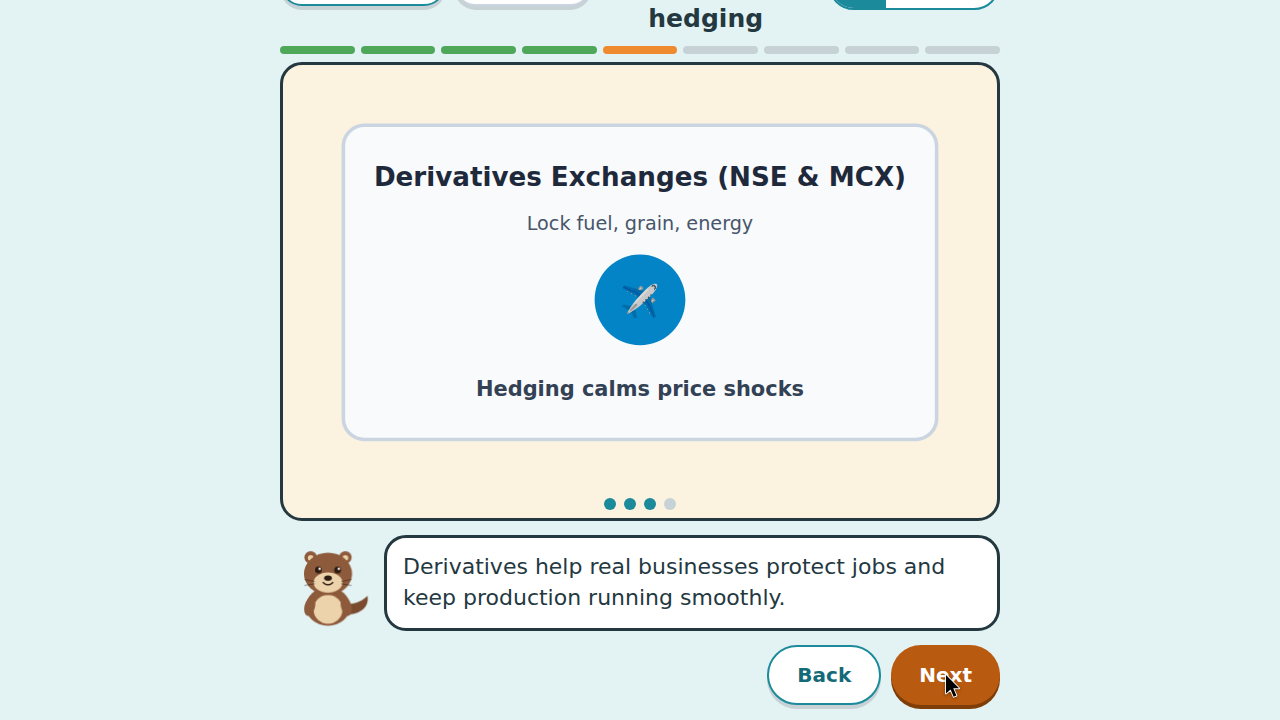 hedging
Derivatives Exchanges (NSE & MCX)
Lock fuel, grain, energy
Hedging calms price shocks
Derivatives help real businesses protect jobs and
keep production running smoothly.
Back
Next